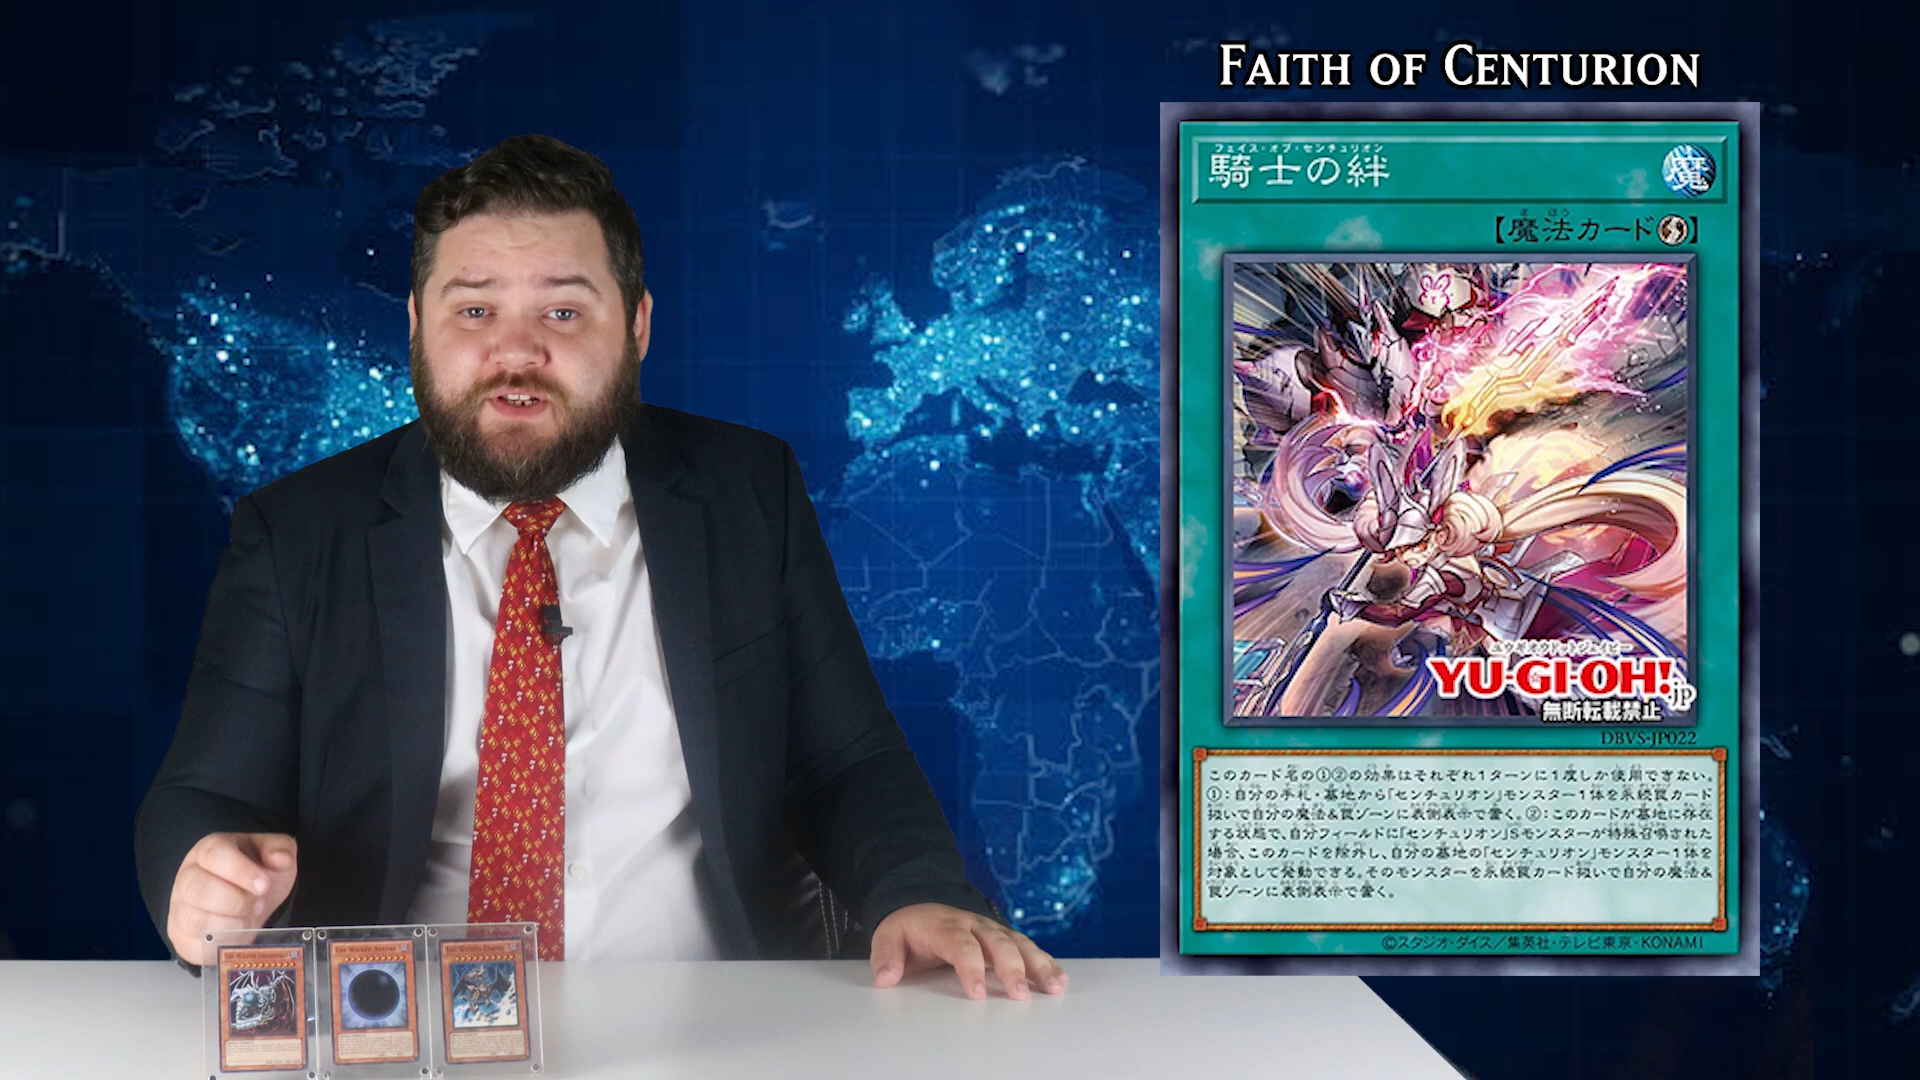 FAITH OF CENTURION
フェイス・オブ・センチュリオン
騎士の絆
魔
【魔法カード】
YU-GI-OH!.jp
無断転載禁止
DBVS-JP022
このカード名の①②の効果はそれぞれ1ターンに1度しか使用できない。
①：自分の手札・墓地から「センチュリオン」モンスター1体を永続罠カード
扱いで自分の魔法&罠ゾーンに表側表示で置く。②：このカードが墓地に存在
する状態で、自分フィールドに「センチュリオン」Sモンスターが特殊召喚された
場合、このカードを除外し、自分の墓地の「センチュリオン」モンスター1体を
対象として発動できる。そのモンスターを永続罠カード扱いで自分の魔法&
罠ゾーンに表側表示で置く。
©スタジオ・ダイス／集英社・テレビ東京・KONAMI
THE WICKED DREADROOT
THE WICKED AVATAR
THE WICKED ERASER